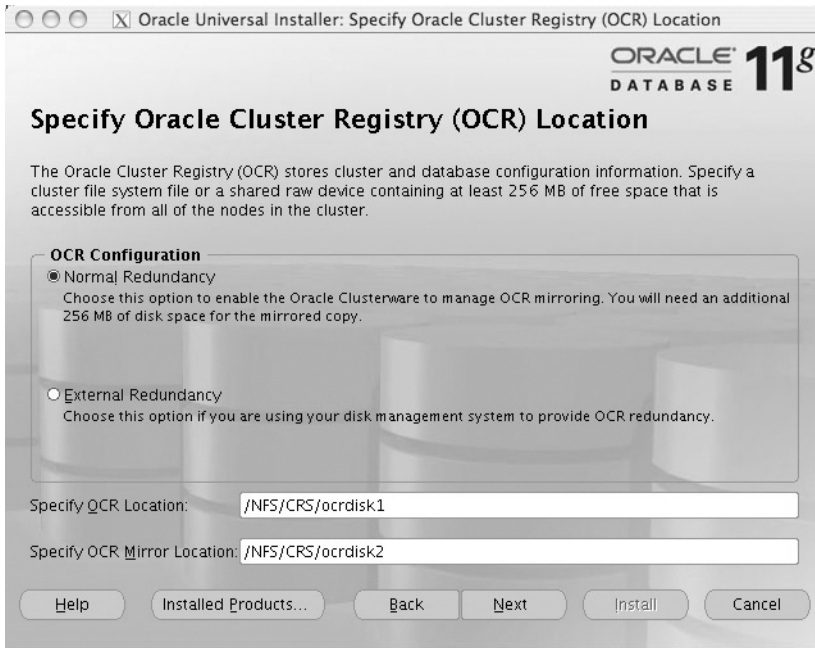 X Oracle Universal Installer: Specify Oracle Cluster Registry (OCR) Location
ORACLE
DATABASE 11g
Specify Oracle Cluster Registry (OCR) Location
The Oracle Cluster Registry (OCR) stores cluster and database configuration information. Specify a
cluster file system file or a shared raw device containing at least 256 MB of free space that is
accessible from all of the nodes in the cluster.
OCR Configuration
Normal Redundancy
Choose this option to enable the Oracle Clusterware to manage OCR mirroring. You will need an additional
256 MB of disk space for the mirrored copy.
External Redundancy
Choose this option if you are using your disk management system to provide OCR redundancy.
Specify OCR Location: /NFS/CRS/ocrdisk1
Specify OCR Mirror Location: /NFS/CRS/ocrdisk2
Help Installed Products... Back Next Install Cancel